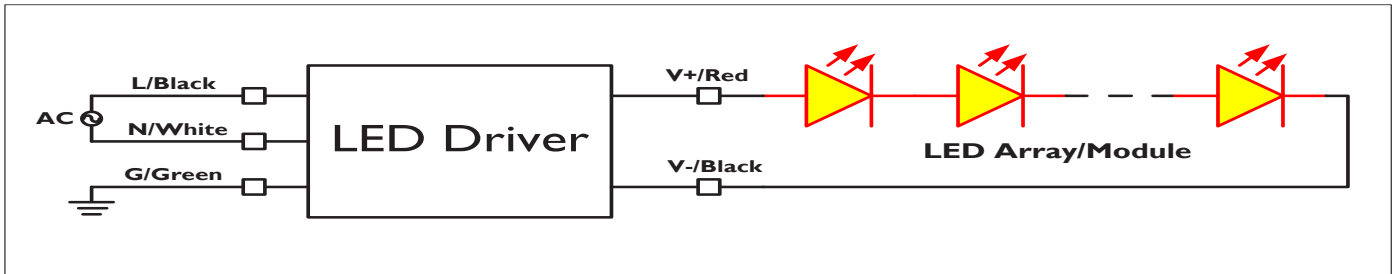 L/Black
AC
N/White
G/Green
LED Driver
V+/Red
V-/Black
LED Array/Module